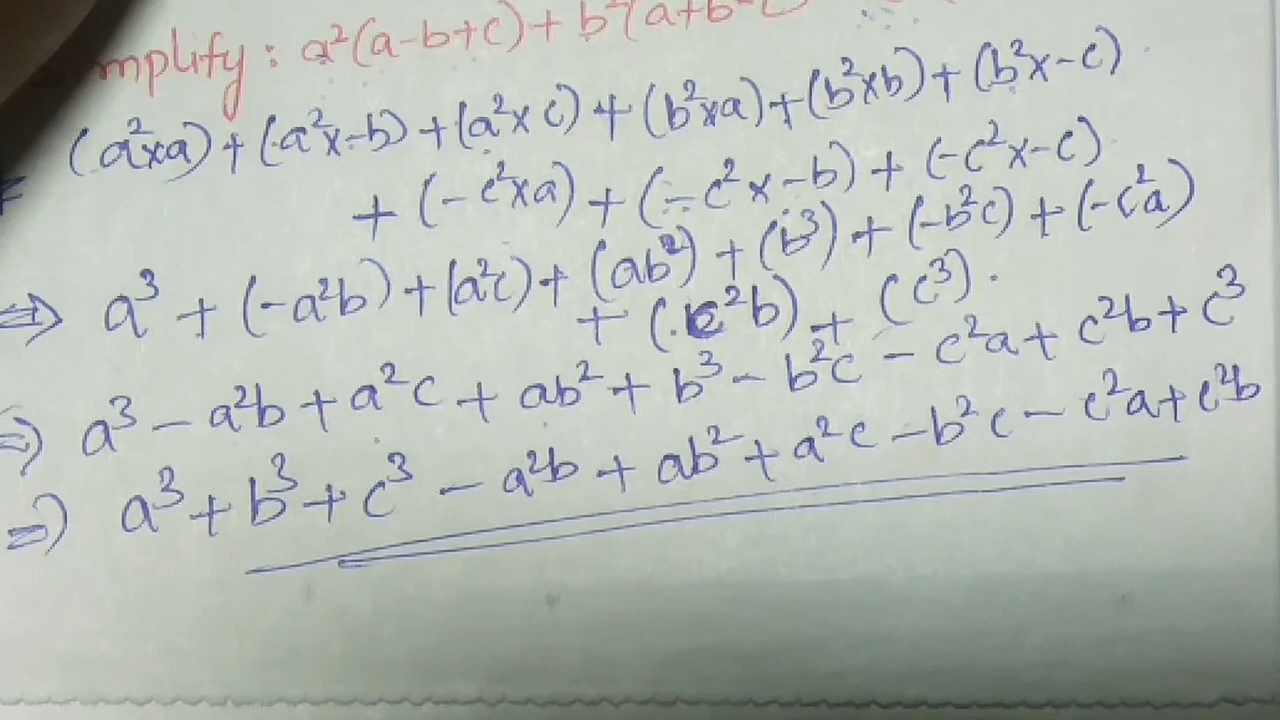 mplify: a²(a-b+c) + b²(a+b-c
(a²×a) + (a²×-b) + (a²×c) + (b²×a) + (b²×b) + (b²×-c)
+ (-c²×a) + (-c²×-b) + (-c²×-c)
⇒ a³ + (-a²b) + (a²c) + (ab²) + (b³) + (-b²c) + (-c²a)
+ (c²b) + (c³).
⇒ a³ - a²b + a²c + ab² + b³ - b²c - c²a + c²b + c³
⇒ a³ + b³ + c³ - a²b + ab² + a²c - b²c - c²a + c²b